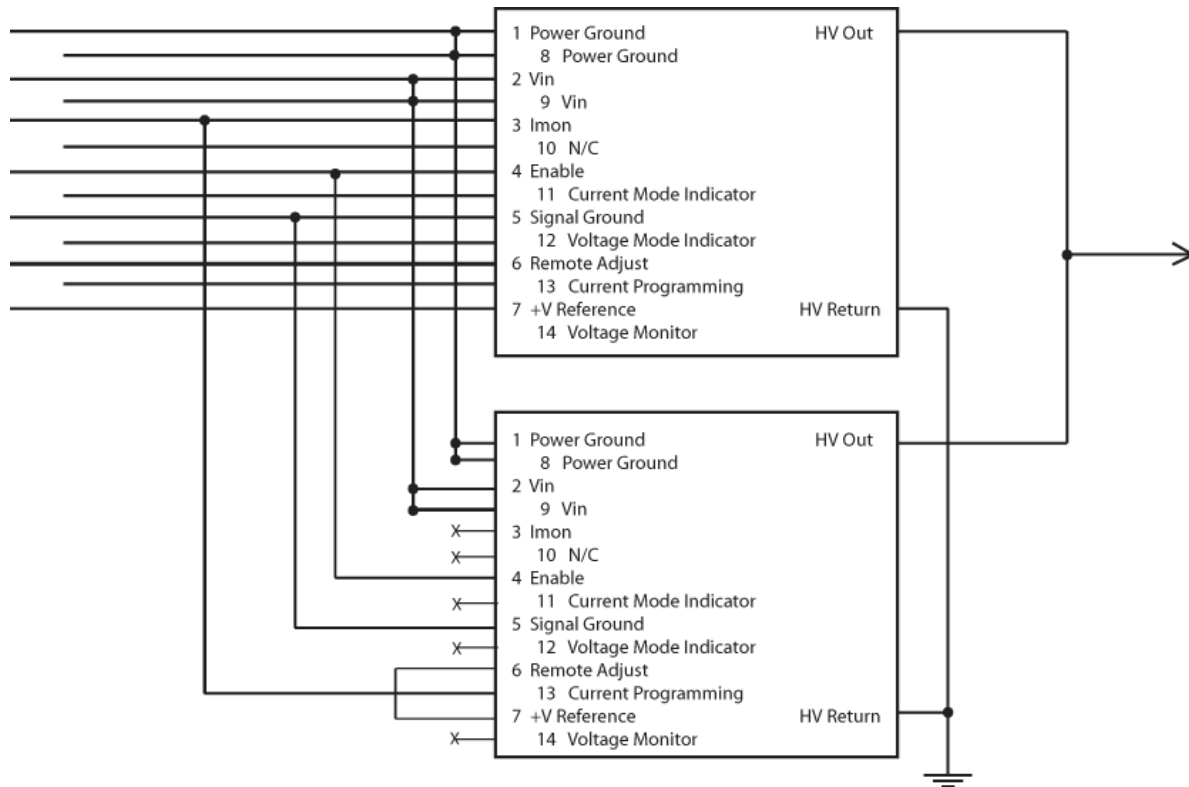 1 Power Ground HV Out
8 Power Ground
2 Vin
9 Vin
3 Imon
10 N/C
4 Enable
11 Current Mode Indicator
5 Signal Ground
12 Voltage Mode Indicator
6 Remote Adjust
13 Current Programming
7 +V Reference HV Return
14 Voltage Monitor
1 Power Ground HV Out
8 Power Ground
2 Vin
9 Vin
3 Imon
10 N/C
4 Enable
11 Current Mode Indicator
5 Signal Ground
12 Voltage Mode Indicator
6 Remote Adjust
13 Current Programming
7 +V Reference HV Return
14 Voltage Monitor